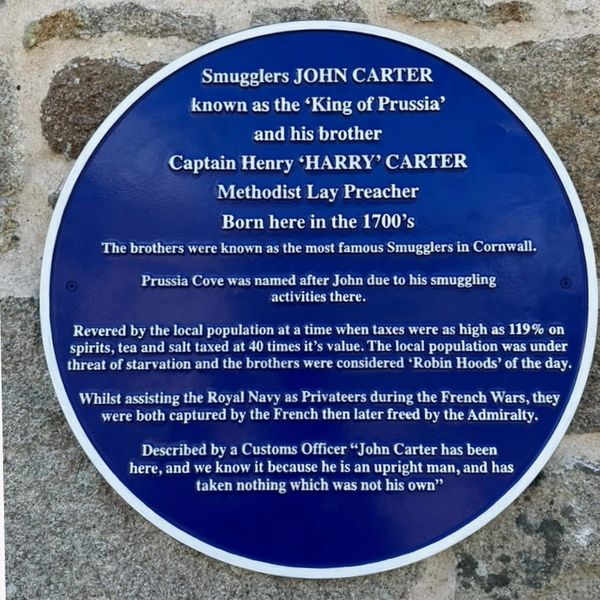 Smugglers JOHN CARTER
known as the ‘King of Prussia’
and his brother
Captain Henry ‘HARRY’ CARTER
Methodist Lay Preacher
Born here in the 1700’s
The brothers were known as the most famous Smugglers in Cornwall.
Prussia Cove was named after John due to his smuggling
activities there.
Revered by the local population at a time when taxes were as high as 119% on
spirits, tea and salt taxed at 40 times it’s value. The local population was under
threat of starvation and the brothers were considered ‘Robin Hoods’ of the day.
Whilst assisting the Royal Navy as Privateers during the French Wars, they
were both captured by the French then later freed by the Admiralty.
Described by a Customs Officer “John Carter has been
here, and we know it because he is an upright man, and has
taken nothing which was not his own”